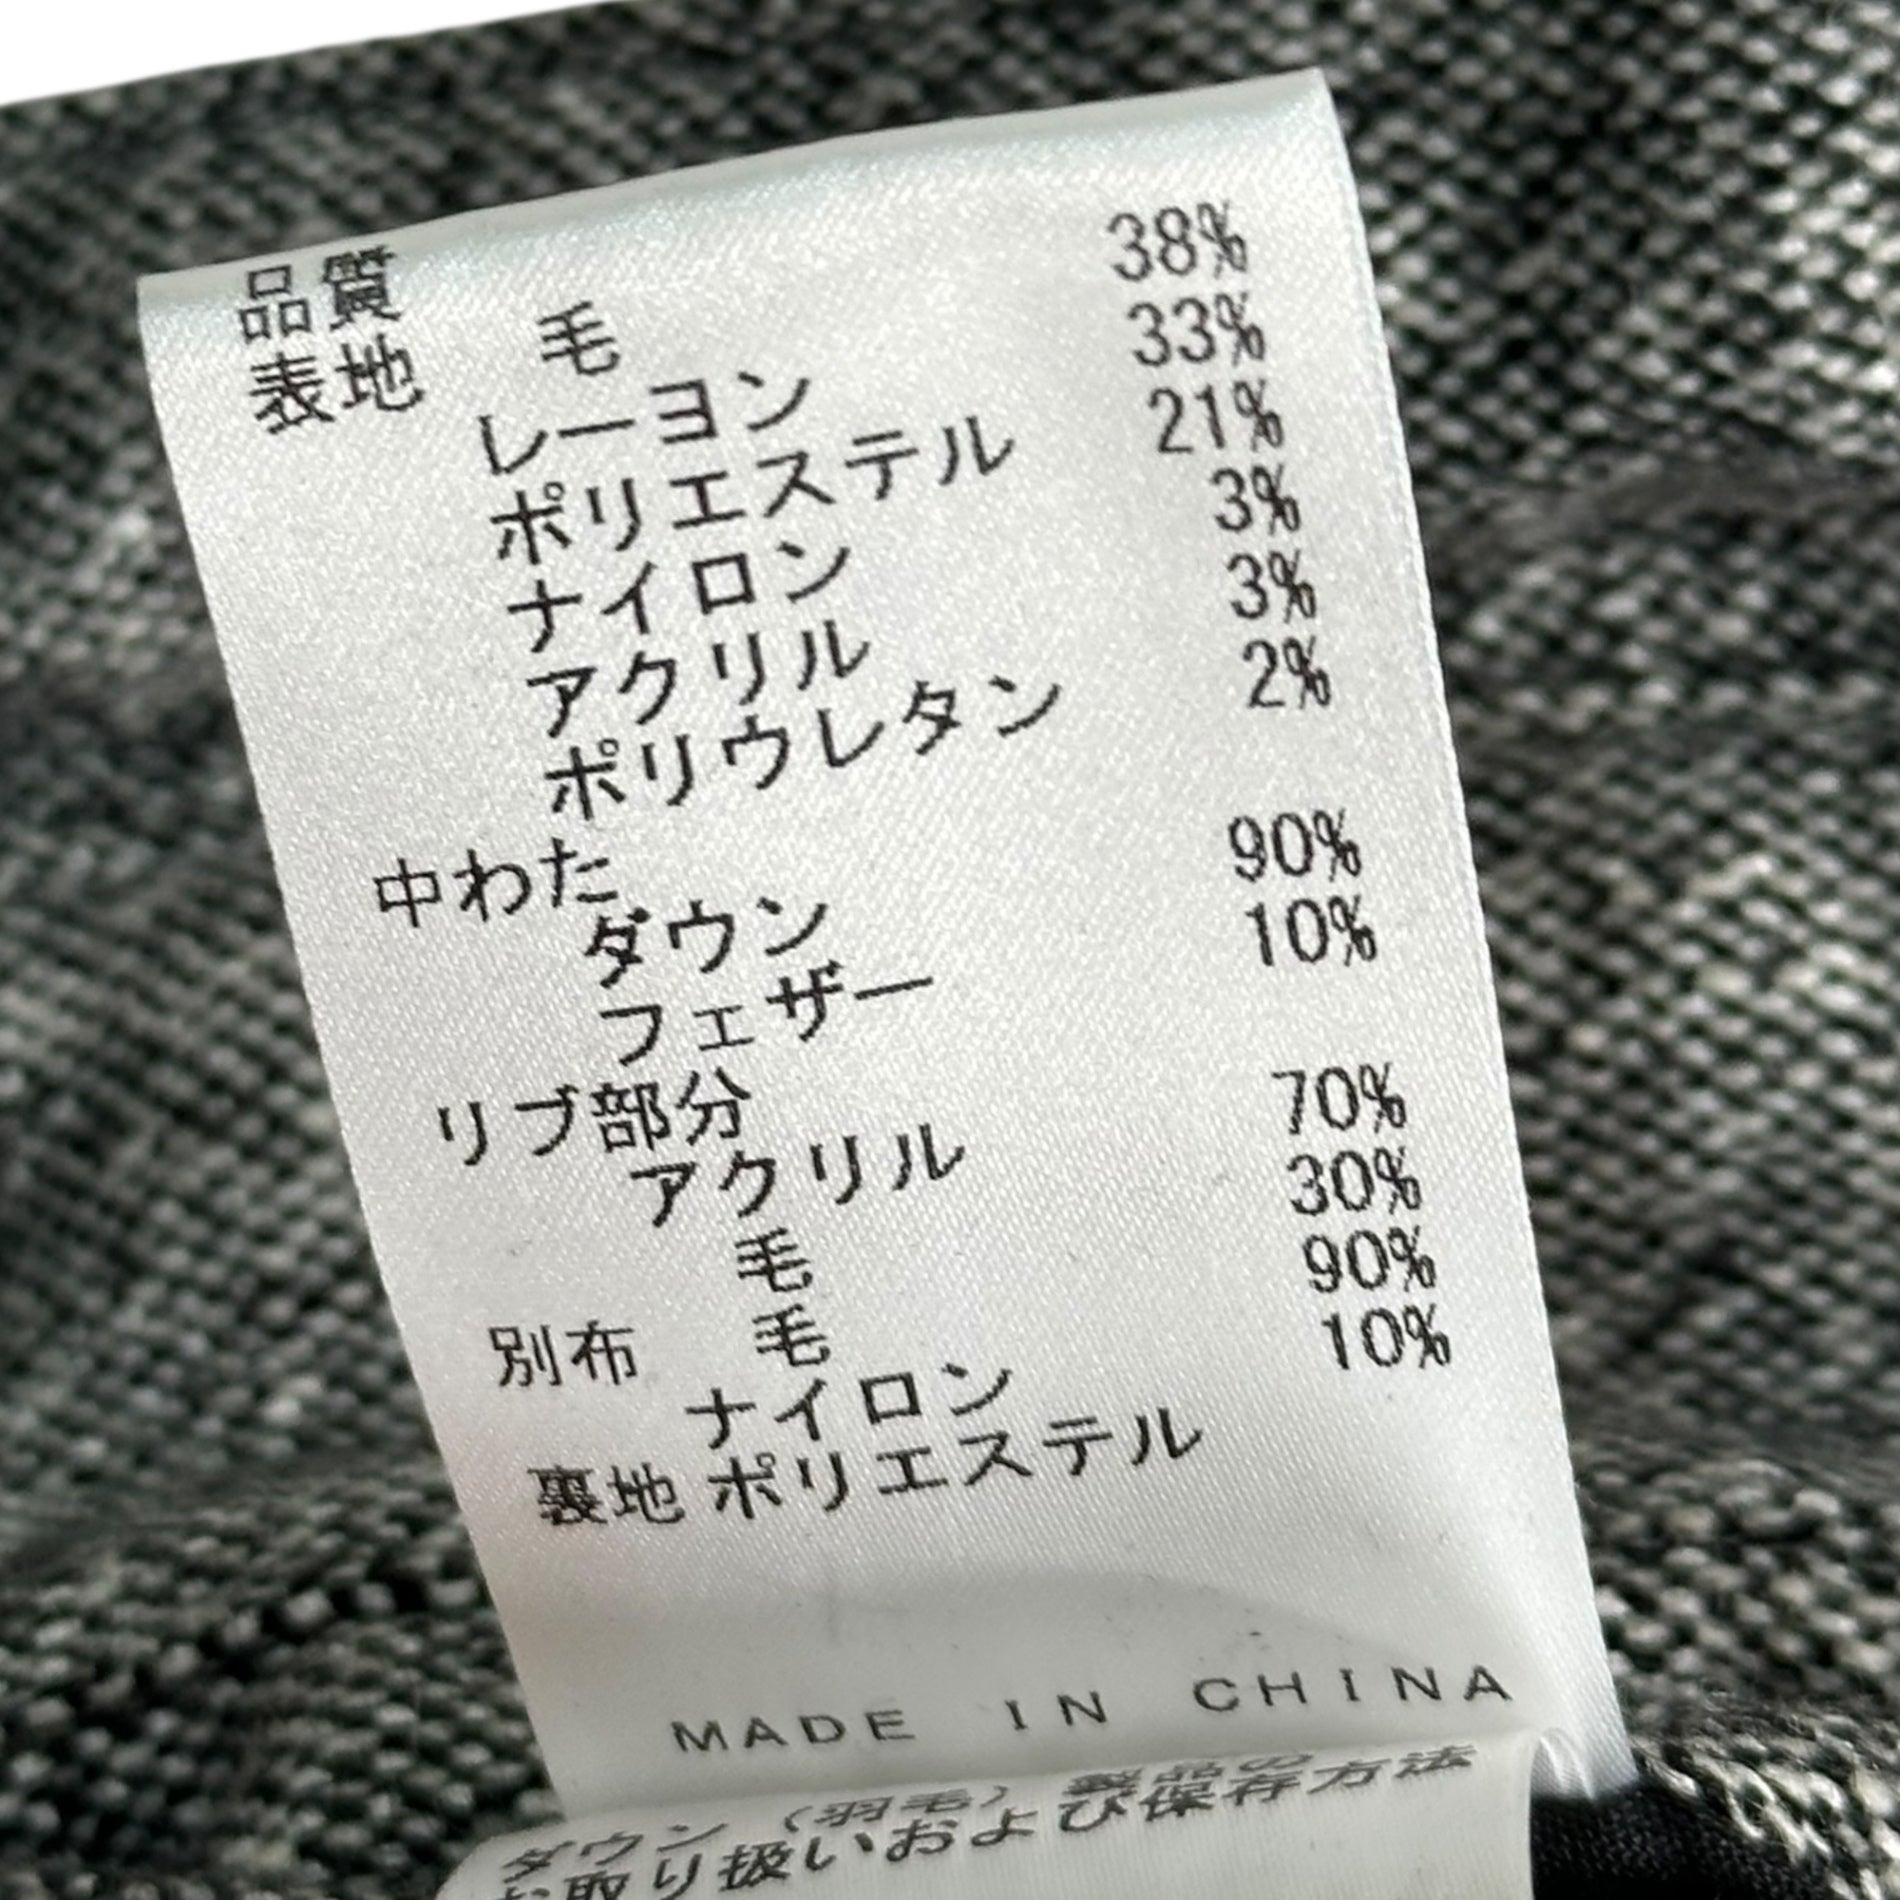 品質
表地 毛 38%
レーヨン 33%
ポリエステル 21%
ナイロン 3%
アクリル 3%
ポリウレタン 2%
中わた
ダウン 90%
フェザー 10%
リブ部分
アクリル 70%
毛 30%
別布 毛 90%
ナイロン 10%
裏地 ポリエステル
MADE IN CHINA
ダウン（羽毛）製品の
お取り扱いおよび保存方法